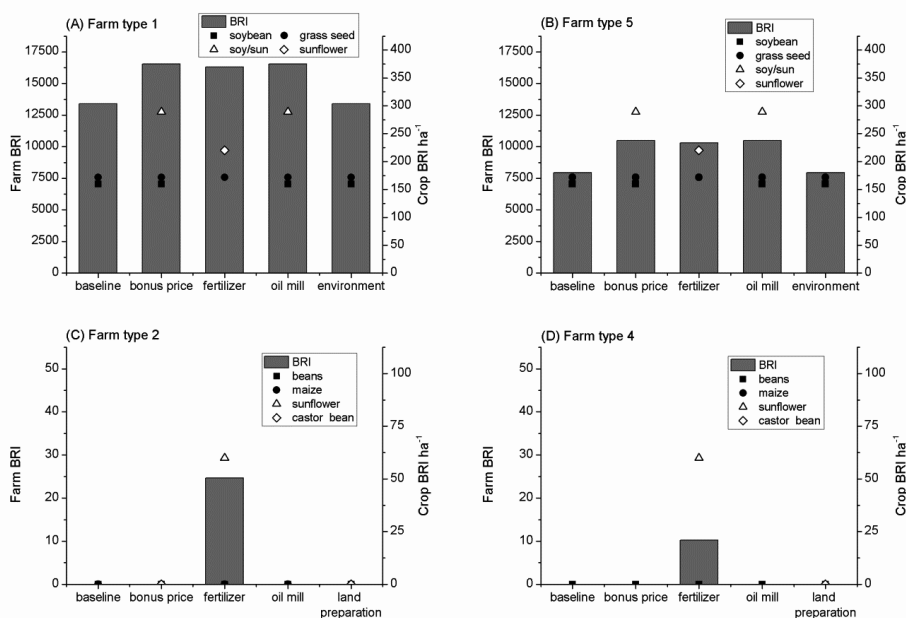 (A) Farm type 1
BRI
soybean grass seed
soy/sun sunflower
17500
15000
12500
10000
7500
5000
2500
0
Farm BRI
400
350
300
250
200
150
100
50
0
Crop BRI ha⁻¹
baseline bonus price fertilizer oil mill environment
(B) Farm type 5
BRI
soybean
grass seed
soy/sun
sunflower
17500
15000
12500
10000
7500
5000
2500
0
Farm BRI
400
350
300
250
200
150
100
50
0
Crop BRI ha⁻¹
baseline bonus price fertilizer oil mill environment
(C) Farm type 2
BRI
beans
maize
sunflower
castor bean
50
40
30
20
10
0
Farm BRI
100
75
50
25
0
Crop BRI ha⁻¹
baseline bonus price fertilizer oil mill land
preparation
(D) Farm type 4
BRI
beans
maize
sunflower
castor bean
50
40
30
20
10
0
Farm BRI
100
75
50
25
0
Crop BRI ha⁻¹
baseline bonus price fertilizer oil mill land
preparation